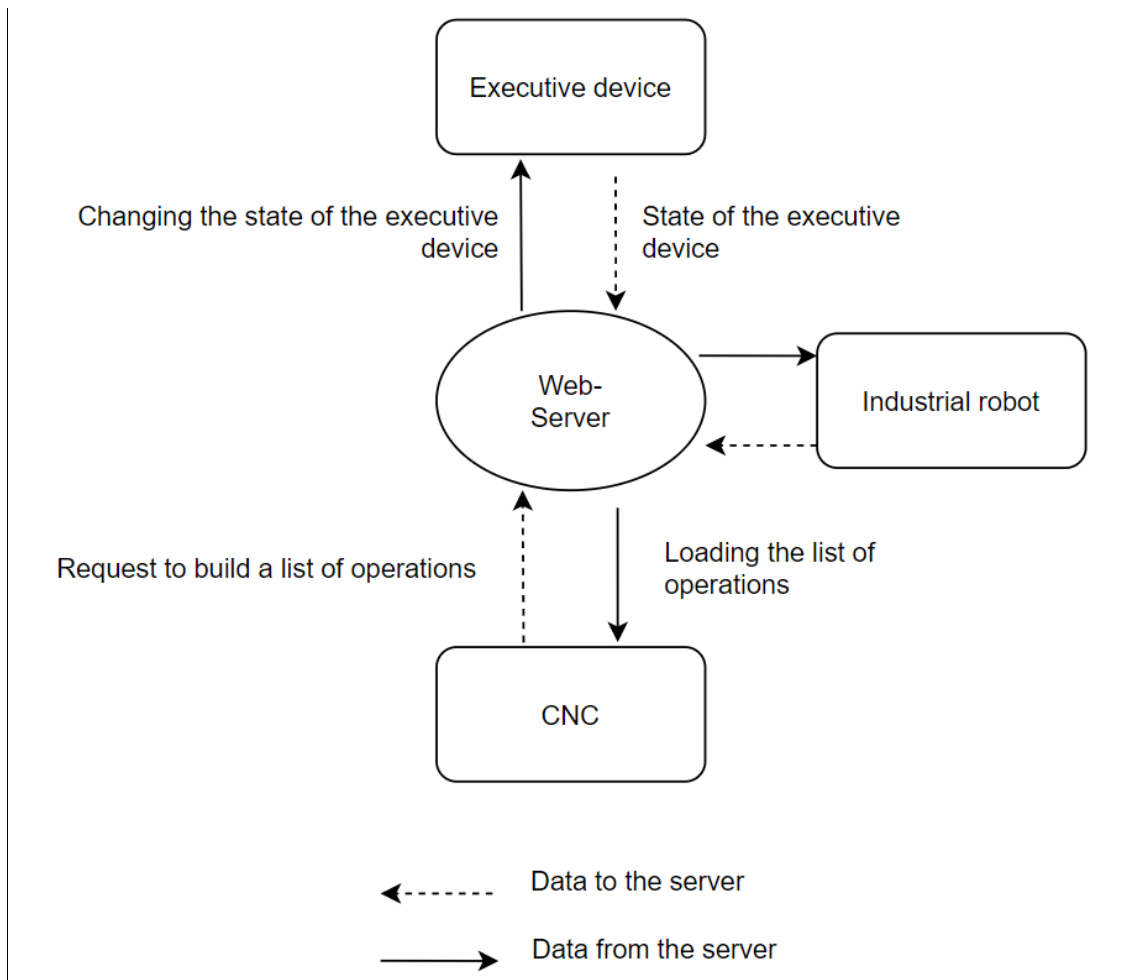 Executive device
Changing the state of the executive
device
State of the executive
device
Web-
Server
Industrial robot
Request to build a list of operations
Loading the list of
operations
CNC
Data to the server
Data from the server